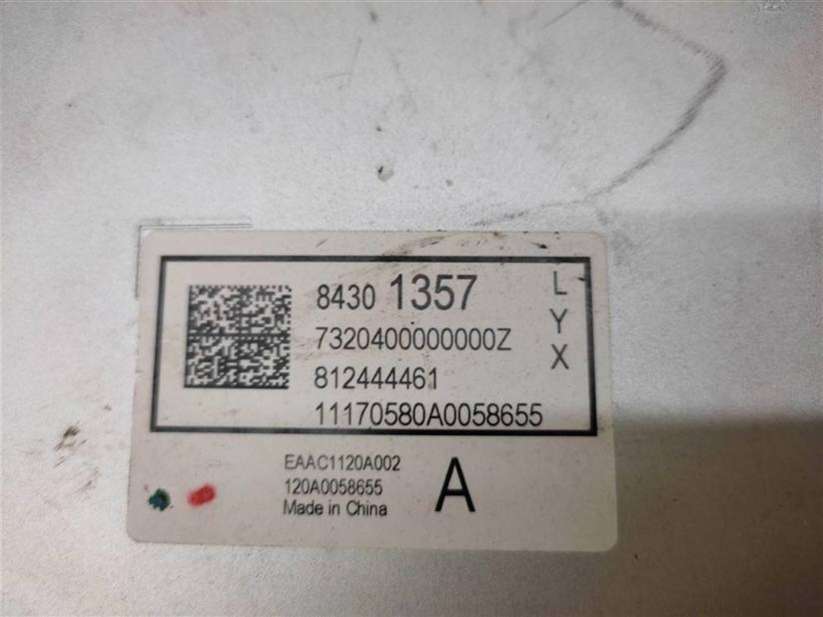 8430 1357
7320400000000Z
812444461
11170580A0058655
L
Y
X
EAAC1120A002
120A0058655
Made in China
A